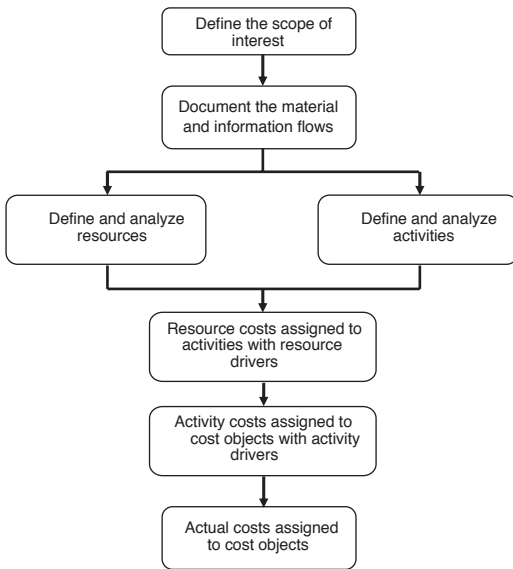 Define the scope of
interest
Document the material
and information flows
Define and analyze
resources
Define and analyze
activities
Resource costs assigned to
activities with resource
drivers
Activity costs assigned to
cost objects with activity
drivers
Actual costs assigned
to cost objects